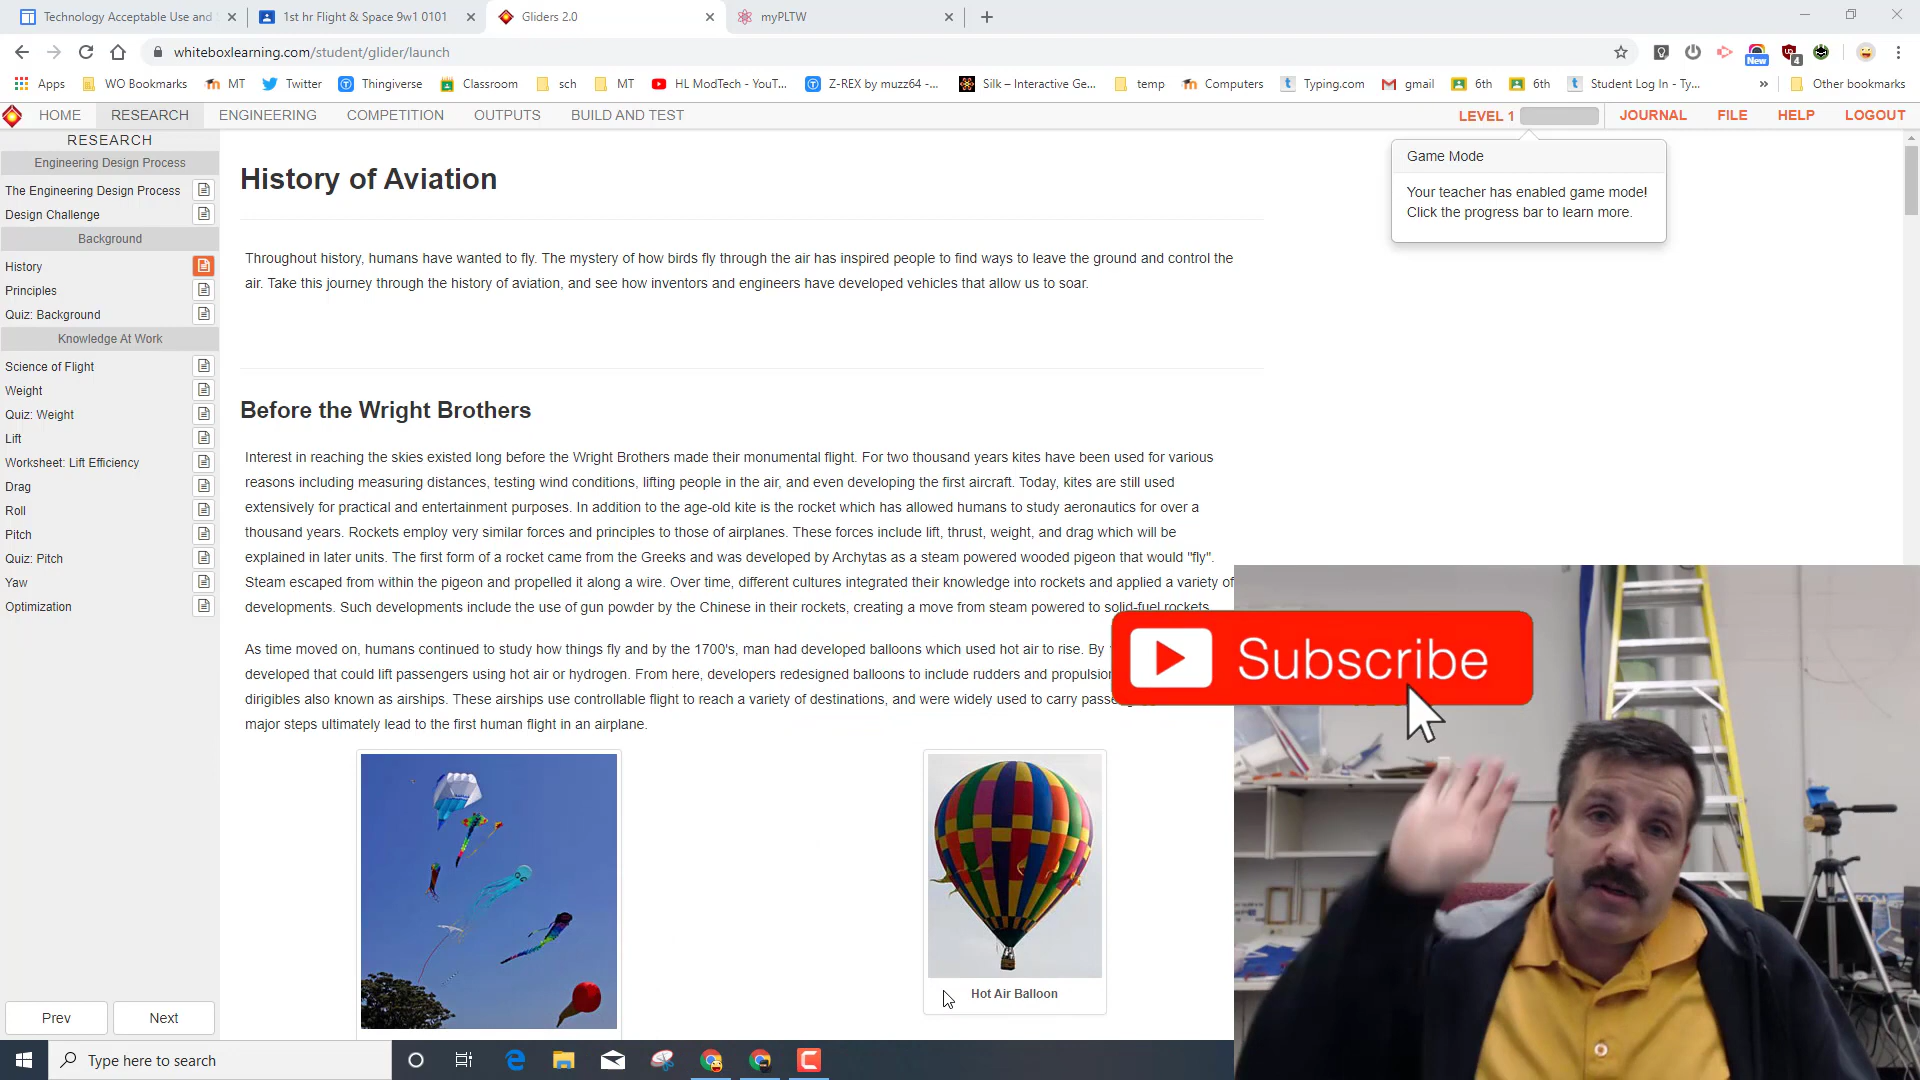 Technology Acceptable Use and
1st hr Flight & Space 9w1 0101
Gliders 2.0
myPLTW
whiteboxlearning.com/student/glider/launch
New
4
Apps
WO Bookmarks
MT
Twitter
Thingiverse
Classroom
sch
MT
HL ModTech - YouT...
Z-REX by muzz64 -...
Silk – Interactive Ge...
temp
Computers
Typing.com
gmail
6th
6th
Student Log In - Ty...
»
Other bookmarks
HOME
RESEARCH
ENGINEERING
COMPETITION
OUTPUTS
BUILD AND TEST
LEVEL 1
JOURNAL
FILE
HELP
LOGOUT
RESEARCH
Engineering Design Process
The Engineering Design Process
Design Challenge
Background
History
Principles
Quiz: Background
Knowledge At Work
Science of Flight
Weight
Quiz: Weight
Lift
Worksheet: Lift Efficiency
Drag
Roll
Pitch
Quiz: Pitch
Yaw
Optimization
Prev
Next
Game Mode
Your teacher has enabled game mode!
Click the progress bar to learn more.
History of Aviation
Throughout history, humans have wanted to fly. The mystery of how birds fly through the air has inspired people to find ways to leave the ground and control the
air. Take this journey through the history of aviation, and see how inventors and engineers have developed vehicles that allow us to soar.
Before the Wright Brothers
Interest in reaching the skies existed long before the Wright Brothers made their monumental flight. For two thousand years kites have been used for various
reasons including measuring distances, testing wind conditions, lifting people in the air, and even developing the first aircraft. Today, kites are still used
extensively for practical and entertainment purposes. In addition to the age-old kite is the rocket which has allowed humans to study aeronautics for over a
thousand years. Rockets employ very similar forces and principles to those of airplanes. These forces include lift, thrust, weight, and drag which will be
explained in later units. The first form of a rocket came from the Greeks and was developed by Archytas as a steam powered wooded pigeon that would "fly".
Steam escaped from within the pigeon and propelled it along a wire. Over time, different cultures integrated their knowledge into rockets and applied a variety of
developments. Such developments include the use of gun powder by the Chinese in their rockets, creating a move from steam powered to solid-fuel rockets.
As time moved on, humans continued to study how things fly and by the 1700's, man had developed balloons which used hot air to rise. By
developed that could lift passengers using hot air or hydrogen. From here, developers redesigned balloons to include rudders and propulsion
dirigibles also known as airships. These airships use controllable flight to reach a variety of destinations, and were widely used to carry
major steps ultimately lead to the first human flight in an airplane.
Subscribe
Hot Air Balloon
Type here to search